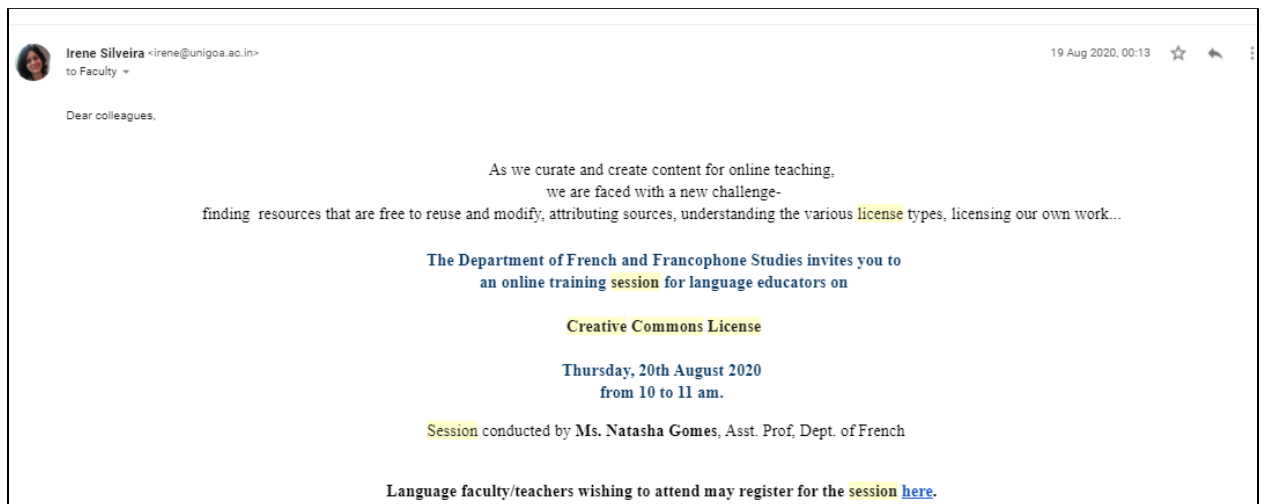 Irene Silveira <irene@unigoa.ac.in>
19 Aug 2020, 00:13
to Faculty
Dear colleagues,
As we curate and create content for online teaching,
we are faced with a new challenge-
finding resources that are free to reuse and modify, attributing sources, understanding the various license types, licensing our own work...
The Department of French and Francophone Studies invites you to
an online training session for language educators on
Creative Commons License
Thursday, 20th August 2020
from 10 to 11 am.
Session conducted by Ms. Natasha Gomes, Asst. Prof, Dept. of French
Language faculty/teachers wishing to attend may register for the session here.